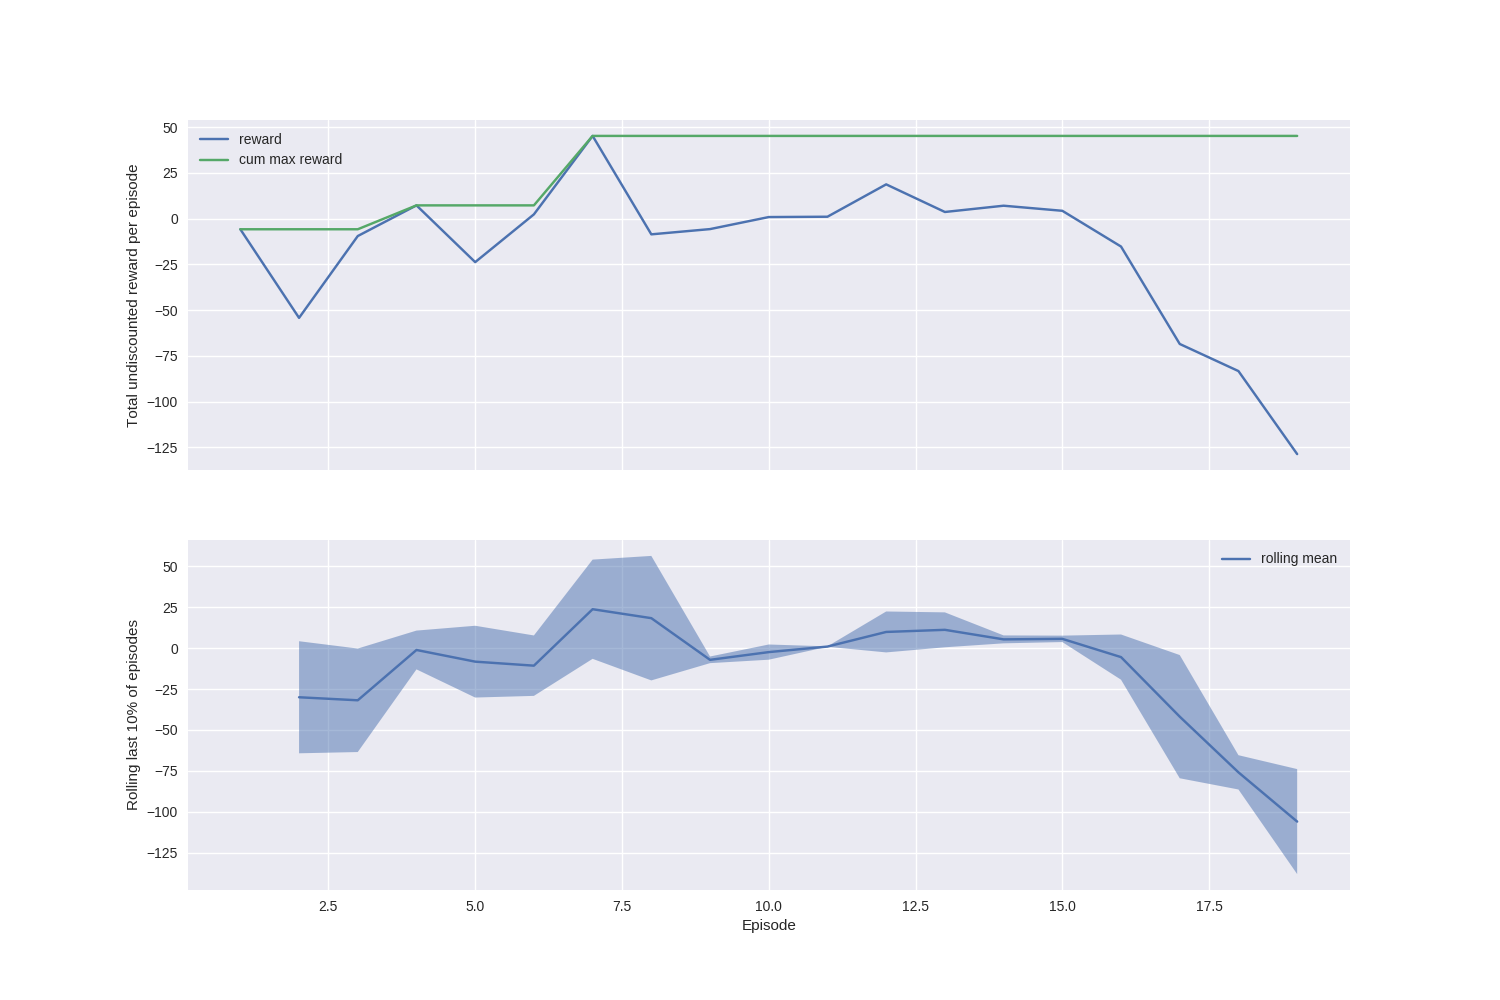 50
25
0
−25
−50
−75
−100
−125
Total undiscounted reward per episode
reward
cum max reward
50
25
0
−25
−50
−75
−100
−125
Rolling last 10% of episodes
rolling mean
2.5 5.0 7.5 10.0 12.5 15.0 17.5
Episode